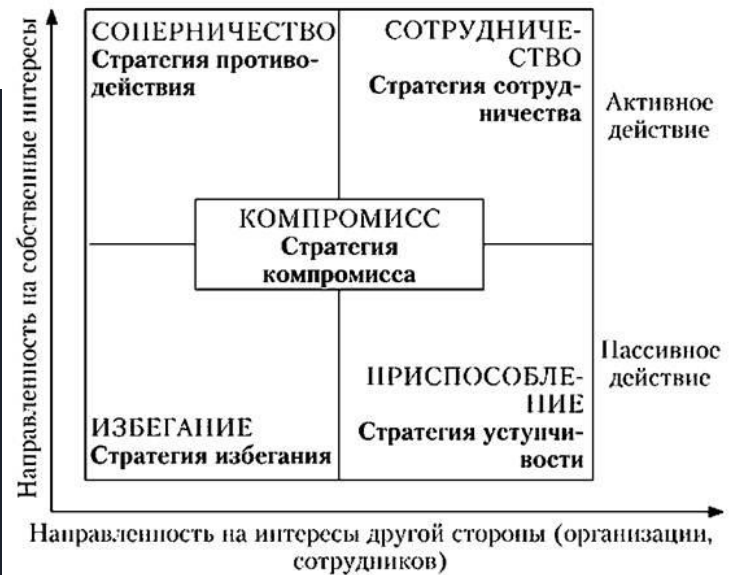 Направленность на собственные интересы
СОПЕРНИЧЕСТВО
Стратегия противо-
действия
СОТРУДНИЧЕ-
СТВО
Стратегия сотруд-
ничества
Активное
действие
КОМПРОМИСС
Стратегия
компромисса
ИЗБЕГАНИЕ
Стратегия избегания
ПРИСПОСОБЛЕ-
НИЕ
Стратегия уступчи-
вости
Пассивное
действие
Направленность на интересы другой стороны (организации,
сотрудников)